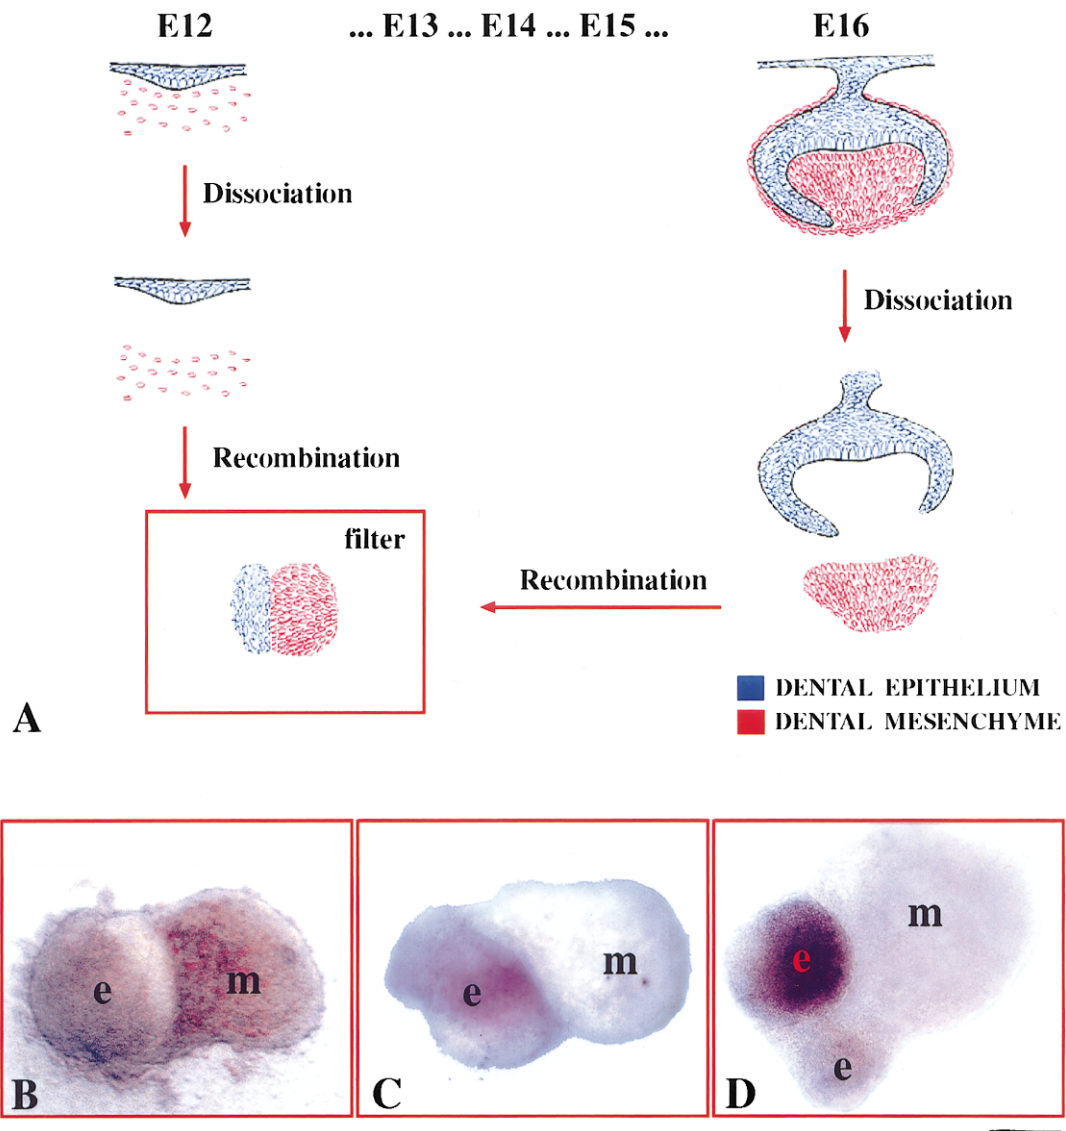 E12 ... E13 ... E14 ... E15 ... E16
Dissociation
Dissociation
Recombination
filter
Recombination
DENTAL EPITHELIUM
DENTAL MESENCHYME
A
e
m
B
e
m
C
e
m
e
D